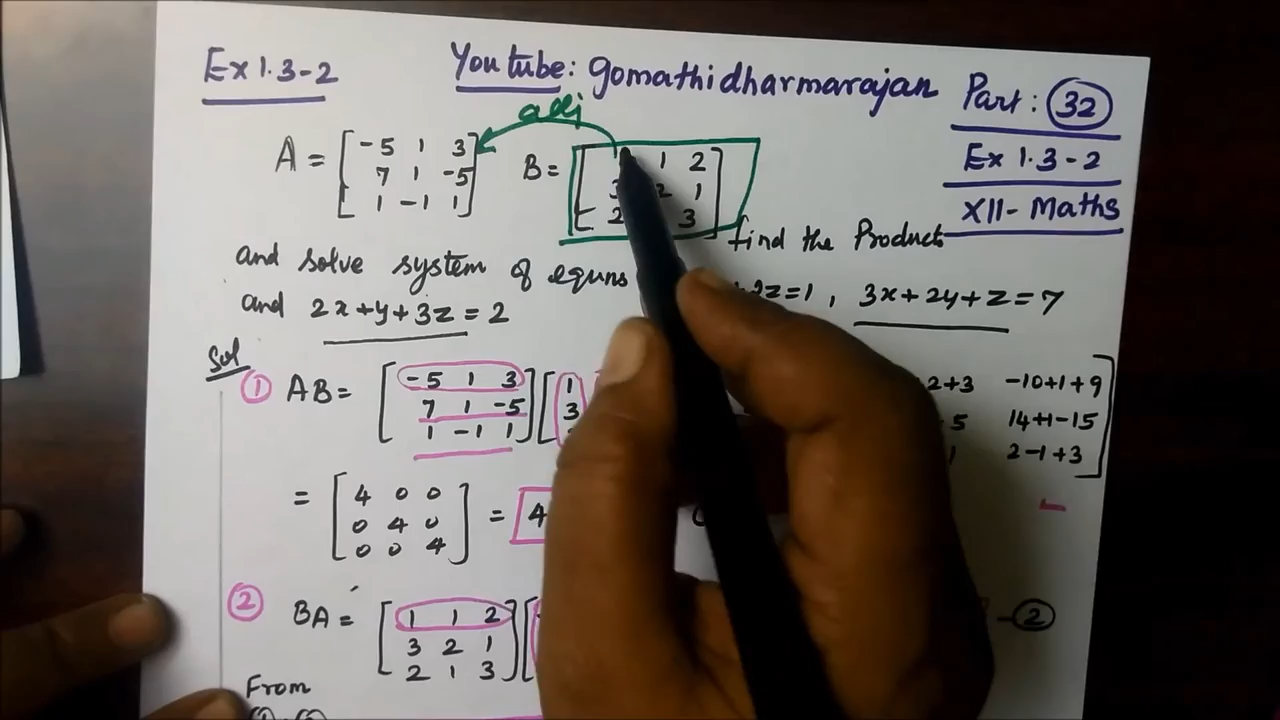 Ex 1.3-2
YouTube: gomathidharmarajan
Part: 32
Ex 1.3-2
XII- Maths
adj
A = [ -5 1 3
7 1 -5
1 -1 1 ]
B = [ 1 2
3 2 1
2 3 ]
find the Product
and solve system of equns 2z=1, 3x+2y+z=7
and 2x+y+3z=2
Sol
① AB = [ -5 1 3
7 1 -5
1 -1 1 ] [ 1
3
2+3 -10+1+9
5 14+1-15
1 2-1+3 ]
= [ 4 0 0
0 4 0
0 0 4 ] = 4
② BA = [ 1 1 2
3 2 1
2 1 3 ] [
-②
From